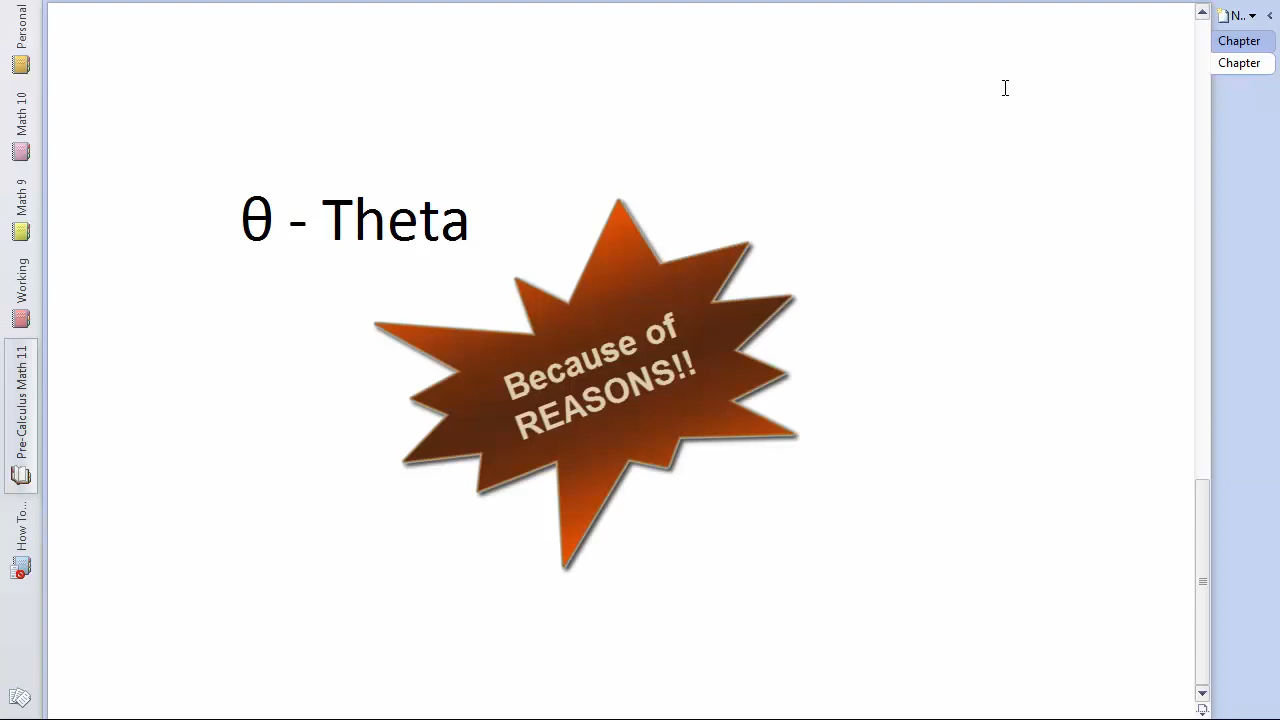 Personal
Math 10
Math 9
Working
Pre-Calculus Math 11
How To...
θ - Theta
Because of
REASONS!!
N..
Chapter
Chapter